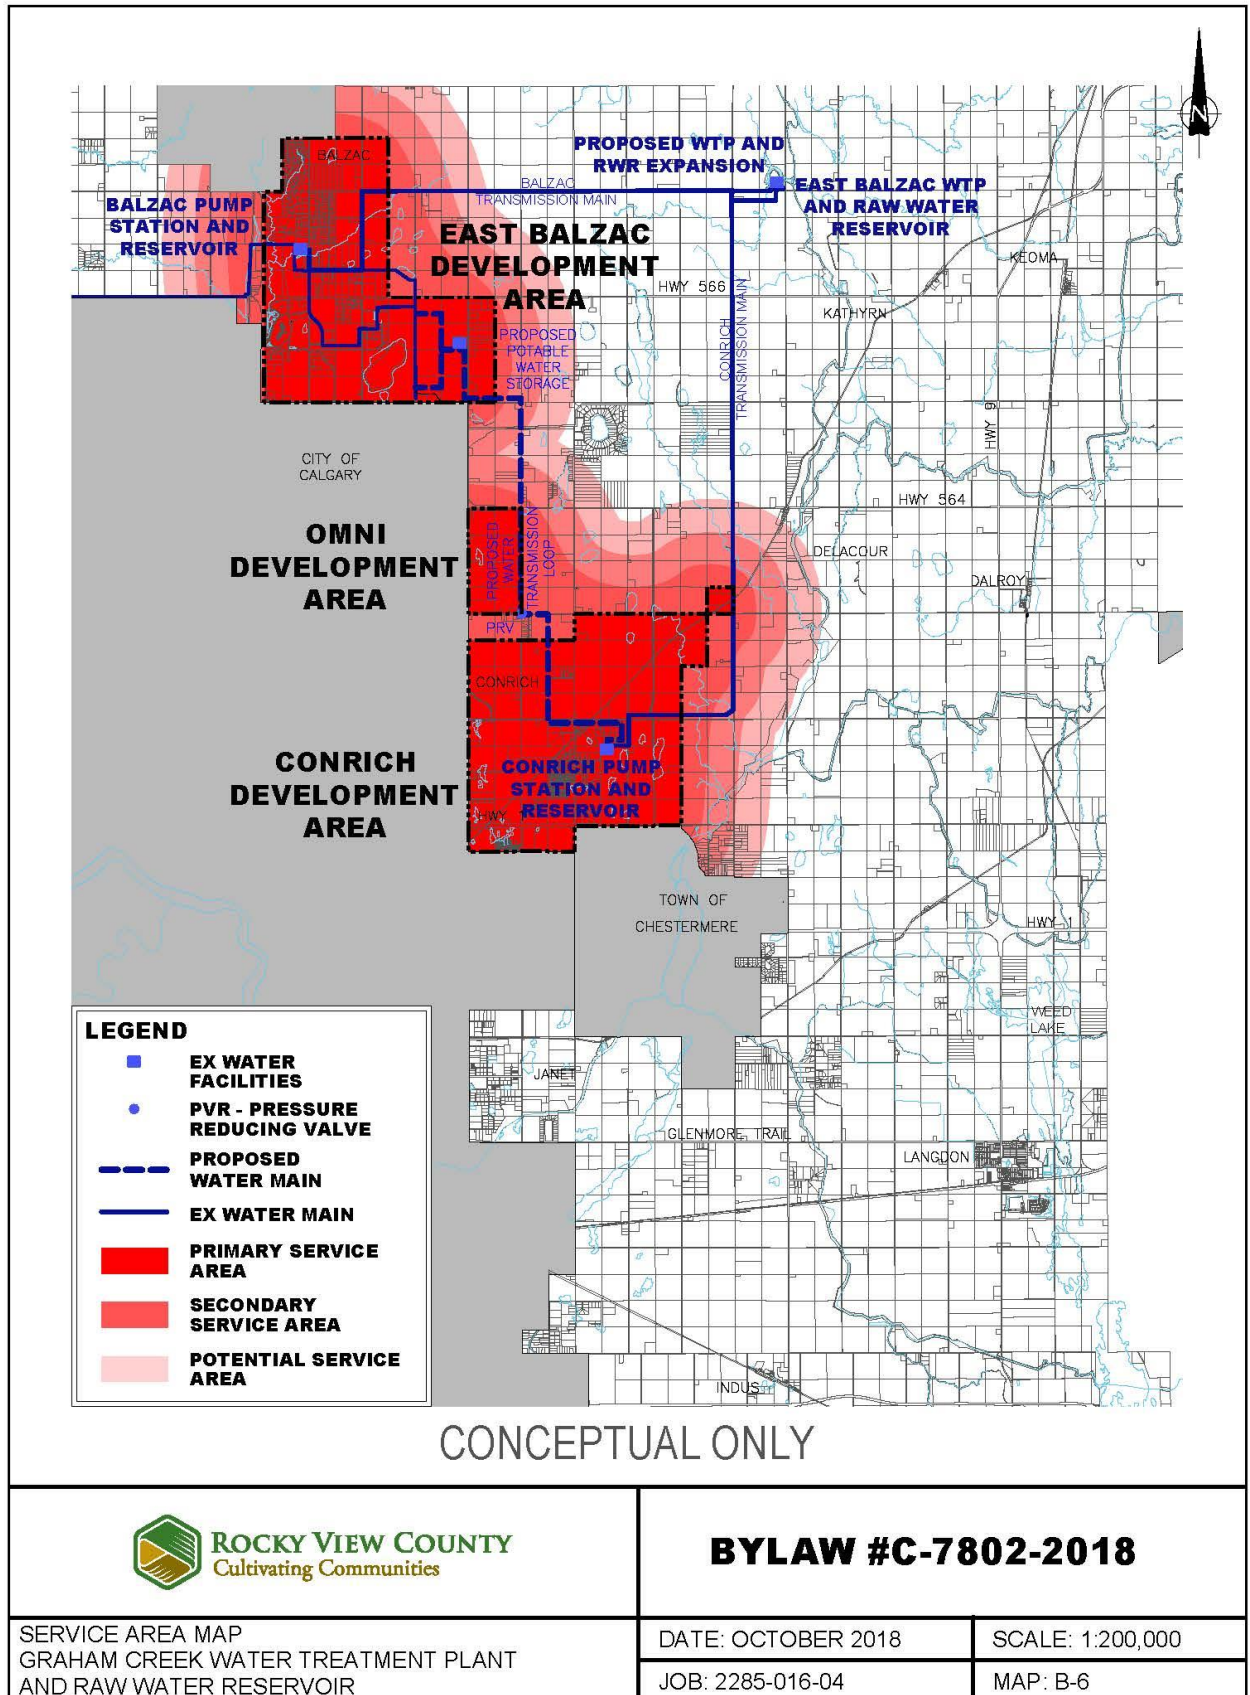 N
BALZAC
PROPOSED WTP AND
RWR EXPANSION
BALZAC
TRANSMISSION MAIN
EAST BALZAC WTP
AND RAW WATER
RESERVOIR
BALZAC PUMP
STATION AND
RESERVOIR
EAST BALZAC
DEVELOPMENT
AREA
KEOMA
HWY 566
CONRICH
TRANSMISSION MAIN
KATHYRN
PROPOSED
POTABLE
WATER
STORAGE
HWY 9
CITY OF
CALGARY
HWY 564
OMNI
DEVELOPMENT
AREA
PROPOSED
WATER
TRANSMISSION
LOOP
DELACOUR
DALROY
PRV
CONRICH
CONRICH
DEVELOPMENT
AREA
CONRICH PUMP
STATION AND
RESERVOIR
HWY 1
TOWN OF
CHESTERMERE
HWY 1
WEED
LAKE
JANET
GLENMORE TRAIL
LANGDON
INDUS
LEGEND
EX WATER
FACILITIES
PVR - PRESSURE
REDUCING VALVE
PROPOSED
WATER MAIN
EX WATER MAIN
PRIMARY SERVICE
AREA
SECONDARY
SERVICE AREA
POTENTIAL SERVICE
AREA
CONCEPTUAL ONLY
ROCKY VIEW COUNTY
Cultivating Communities
BYLAW #C-7802-2018
SERVICE AREA MAP
GRAHAM CREEK WATER TREATMENT PLANT
AND RAW WATER RESERVOIR
DATE: OCTOBER 2018
SCALE: 1:200,000
JOB: 2285-016-04
MAP: B-6